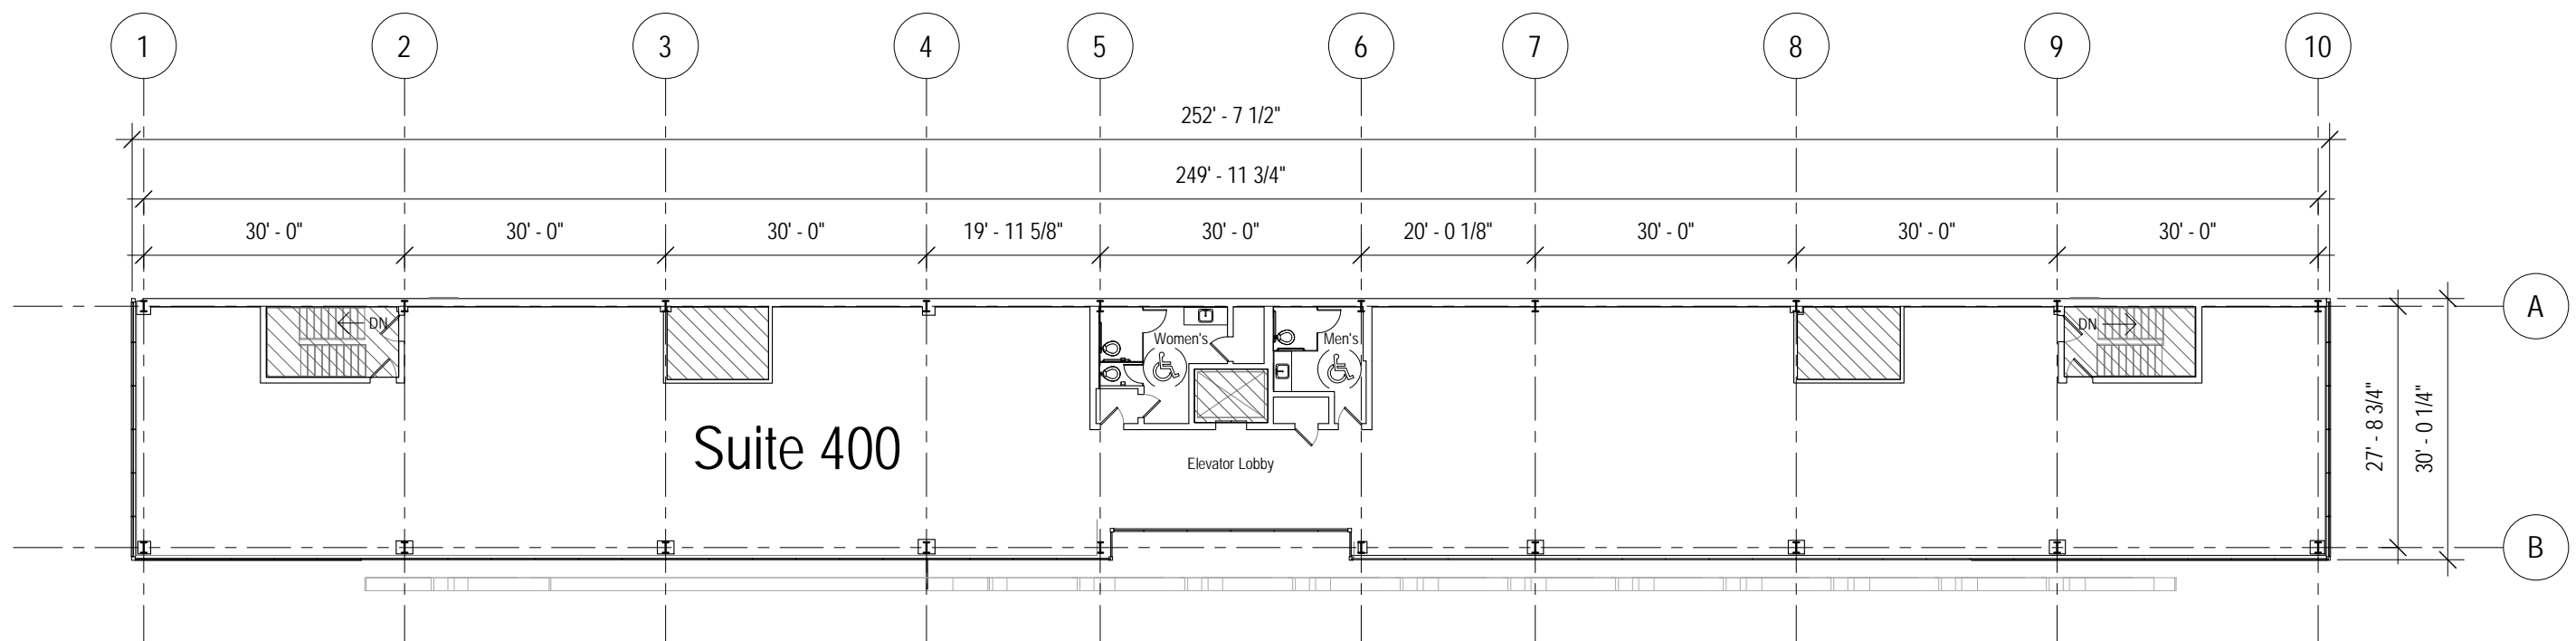 1 2 3 4 5 6 7 8 9 10
252' - 7 1/2"
249' - 11 3/4"
30' - 0" 30' - 0" 30' - 0" 19' - 11 5/8" 30' - 0" 20' - 0 1/8" 30' - 0" 30' - 0" 30' - 0"
A
DN
DN
Women's
Men's
27' - 8 3/4"
30' - 0 1/4"
Suite 400
Elevator Lobby
B